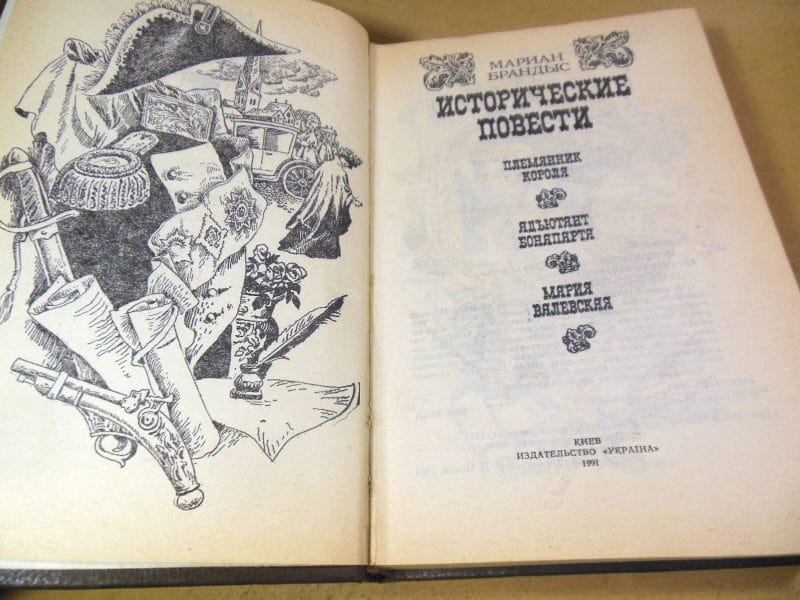 МАРИАН
БРАНДЫС
ИСТОРИЧЕСКИЕ
ПОВЕСТИ
ПЛЕМЯННИК
КОРОЛЯ
АДЪЮТАНТ
БОНАПАРТА
МАРИЯ
ВАЛЕВСКАЯ
КИЕВ
ИЗДАТЕЛЬСТВО «УКРАЇНА»
1991